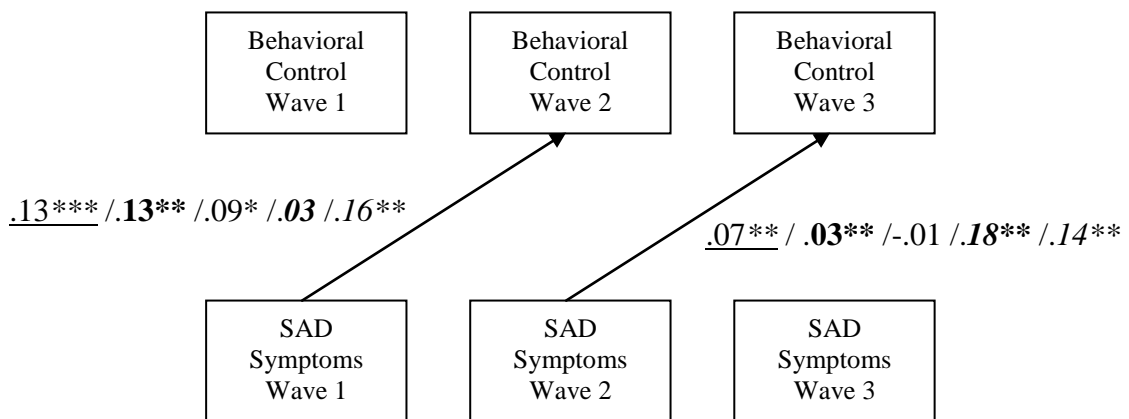 Behavioral
Control
Wave 1
Behavioral
Control
Wave 2
Behavioral
Control
Wave 3
.13*** /.13** /.09* /.03 /.16**
.07** / .03** /-.01 /.18** /.14**
SAD
Symptoms
Wave 1
SAD
Symptoms
Wave 2
SAD
Symptoms
Wave 3